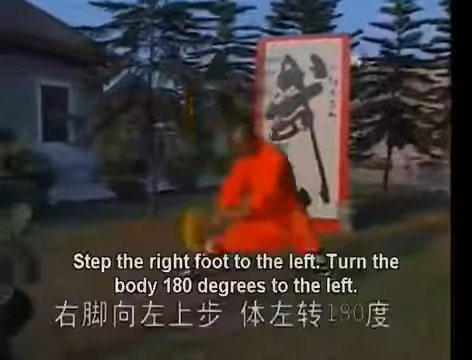 武
Step the right foot to the left. Turn the
body 180 degrees to the left.
右脚向左上步 体左转180度